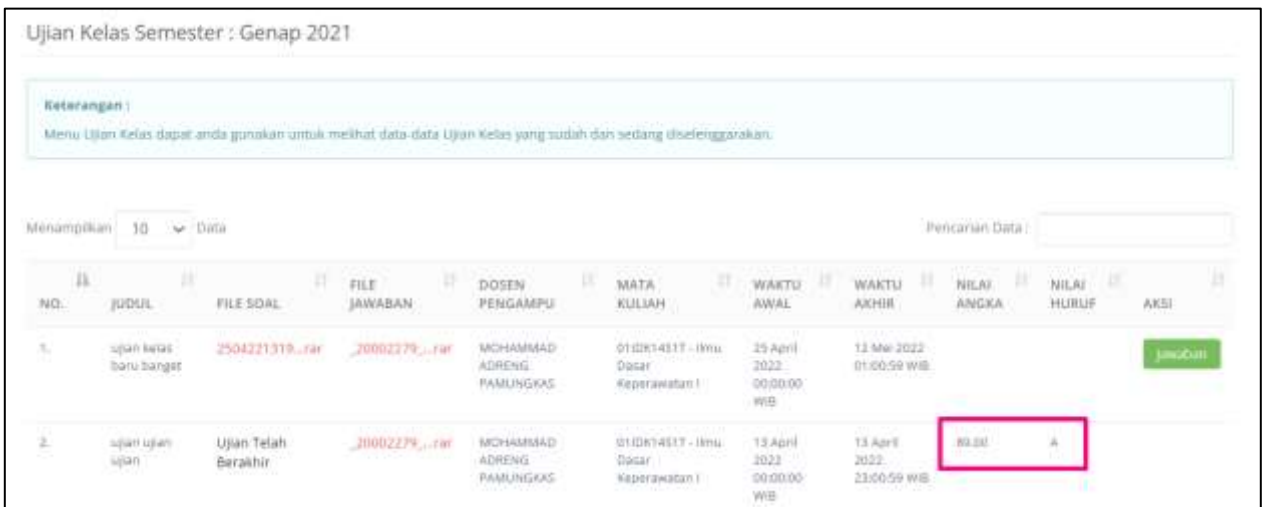 Ujian Kelas Semester : Genap 2021
Keterangan :
Menu Ujian Kelas dapat anda gunakan untuk melihat data-data Ujian Kelas yang sudah dan sedang diselenggarakan.
Menampilkan 10 Data
Pencarian Data :
NO. JUDUL FILE SOAL FILE JAWABAN DOSEN PENGAMPU MATA KULIAH WAKTU AWAL WAKTU AKHIR NILAI ANGKA NILAI HURUF AKSI
1. ujian kelas 2504221319...rar _20002279_...rar MOHAMMAD - Ilmu 25 April 12 Mei 2022 Jawaban
baru banget ADRENG Dasar 2022 01:00:59 WIB
PAMUNGKAS Keperawatan I 00:00:00
WIB
2. ujian ujian Ujian Telah _20002279_...rar MOHAMMAD - Ilmu 13 April 13 April A
ujian Berakhir ADRENG Dasar 2022 2022
PAMUNGKAS Keperawatan I 00:00:00 23:00:59 WIB
WIB